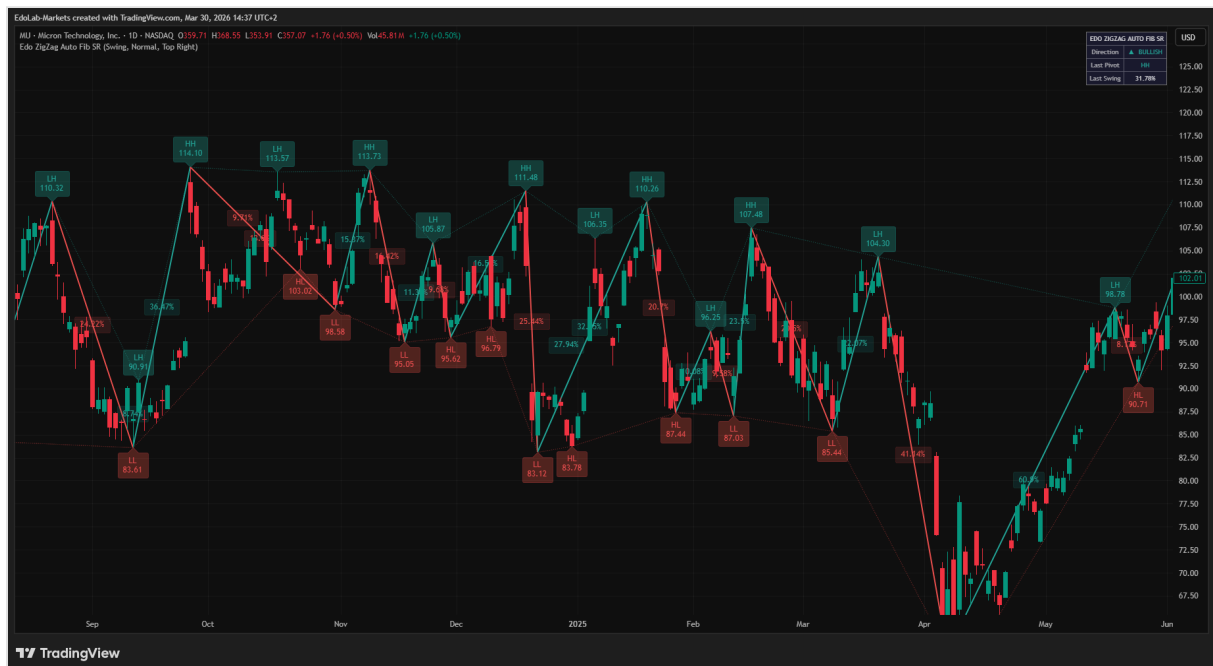 EdoLab-Markets created with TradingView.com, Mar 30, 2026 14:37 UTC+2
MU · Micron Technology, Inc. · 1D · NASDAQ O359.71 H368.55 L353.91 C357.07 +1.76 (+0.50%) Vol45.81M +1.76 (+0.50%)
Edo ZigZag Auto Fib SR (Swing, Normal, Top Right)
EDO ZIGZAG AUTO FIB SR
Direction ▲ BULLISH
Last Pivot HH
Last Swing 31.78%
USD
125.00
122.50
120.00
117.50
115.00
112.50
110.00
107.50
105.00
102.01
100.00
97.50
95.00
92.50
90.00
87.50
85.00
82.50
80.00
77.50
75.00
72.50
70.00
67.50
LH
110.32
LH
90.91
36.47%
LL
83.61
HH
114.10
9.71%
LH
113.57
HL
103.02
LL
98.58
HH
113.73
LL
95.05
LH
105.87
HL
95.62
HL
96.79
HH
111.48
25.44%
LL
83.12
27.94%
HL
83.78
LH
106.35
HH
110.26
20.7%
HL
87.44
LH
96.25
23.5%
LL
87.03
HH
107.48
LL
85.44
LH
104.30
41.14%
60.9%
LH
98.78
HL
90.71
Sep
Oct
Nov
Dec
2025
Feb
Mar
Apr
May
Jun
TradingView